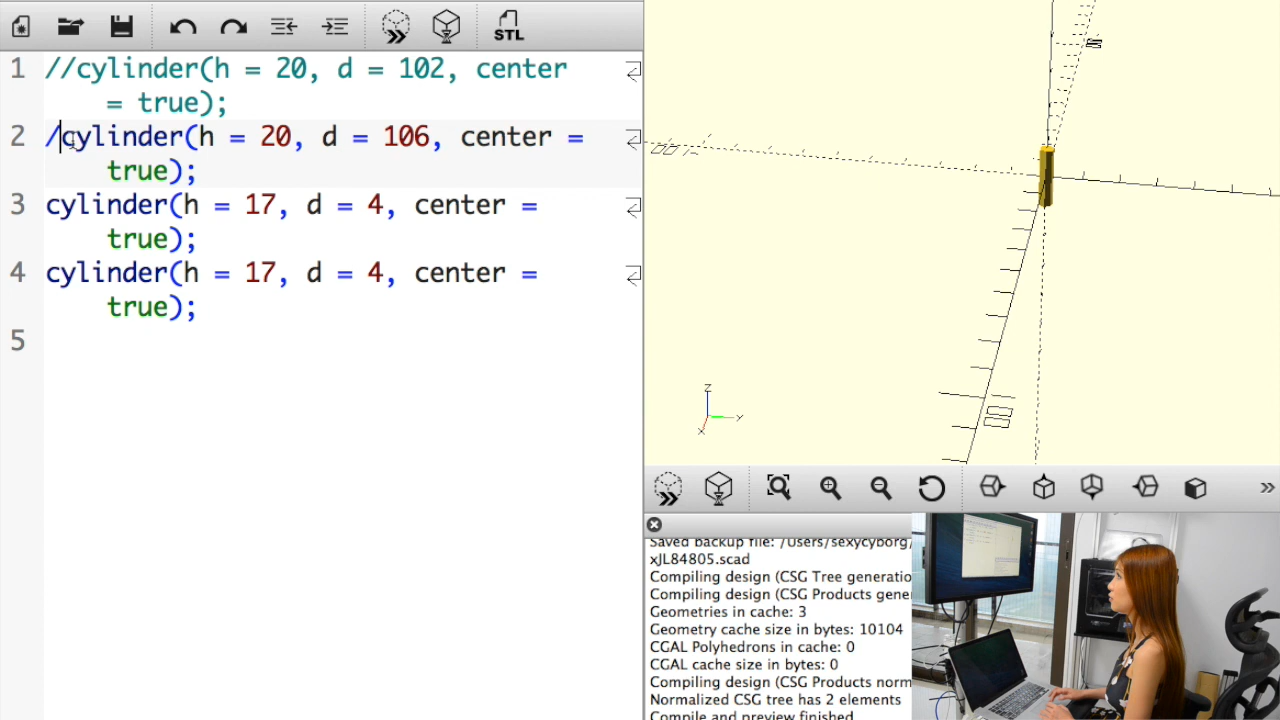 STL
1 //cylinder(h = 20, d = 102, center
= true);
2 /cylinder(h = 20, d = 106, center =
true);
3 cylinder(h = 17, d = 4, center =
true);
4 cylinder(h = 17, d = 4, center =
true);
5
Z
Y
X
Saved backup file: /Users/sexycyborg/
xJL84805.scad
Compiling design (CSG Tree generatio
Compiling design (CSG Products gene
Geometries in cache: 3
Geometry cache size in bytes: 10104
CGAL Polyhedrons in cache: 0
CGAL cache size in bytes: 0
Compiling design (CSG Products norm
Normalized CSG tree has 2 elements
Compile and preview finished